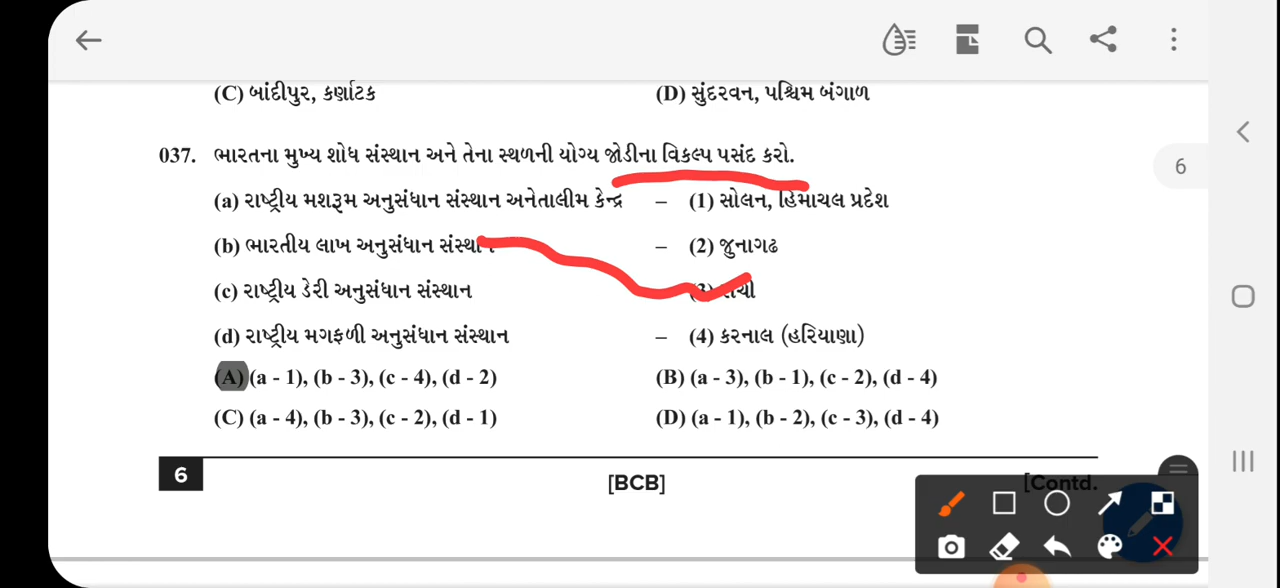 (C) બાંદીપુર, કર્ણાટક (D) સુંદરવન, પશ્ચિમ બંગાળ
6
037. ભારતના મુખ્ય શોધ સંસ્થાન અને તેના સ્થળની યોગ્ય જોડીના વિકલ્પ પસંદ કરો.
(a) રાષ્ટ્રીય મશરૂમ અનુસંધાન સંસ્થાન અનેતાલીમ કેન્દ્ર – (1) સોલન, હિમાચલ પ્રદેશ
(b) ભારતીય લાખ અનુસંધાન સંસ્થાન – (2) જુનાગઢ
(c) રાષ્ટ્રીય ડેરી અનુસંધાન સંસ્થાન (3)
(d) રાષ્ટ્રીય મગફળી અનુસંધાન સંસ્થાન – (4) કરનાલ (હરિયાણા)
(A) (a - 1), (b - 3), (c - 4), (d - 2) (B) (a - 3), (b - 1), (c - 2), (d - 4)
(C) (a - 4), (b - 3), (c - 2), (d - 1) (D) (a - 1), (b - 2), (c - 3), (d - 4)
6 [BCB] [Contd.